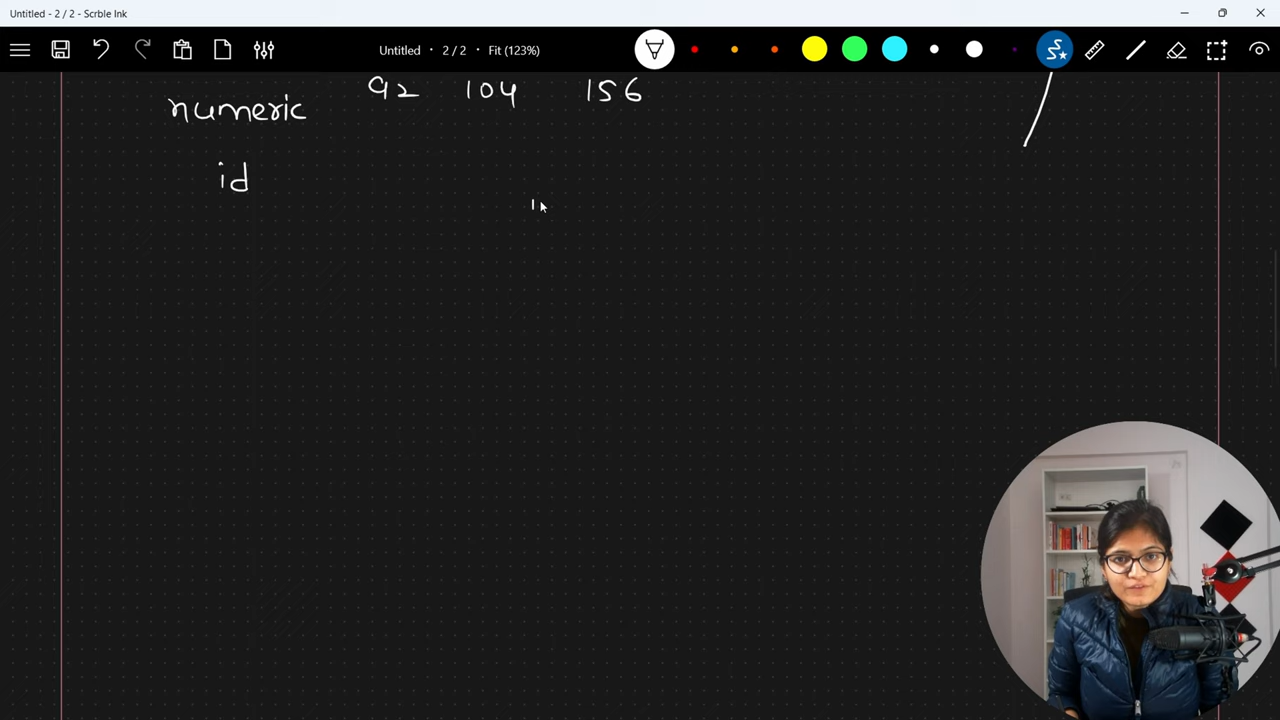 Untitled - 2 / 2 - Scrble Ink
Untitled • 2 / 2 • Fit (123%)
92 104 156
numeric
id